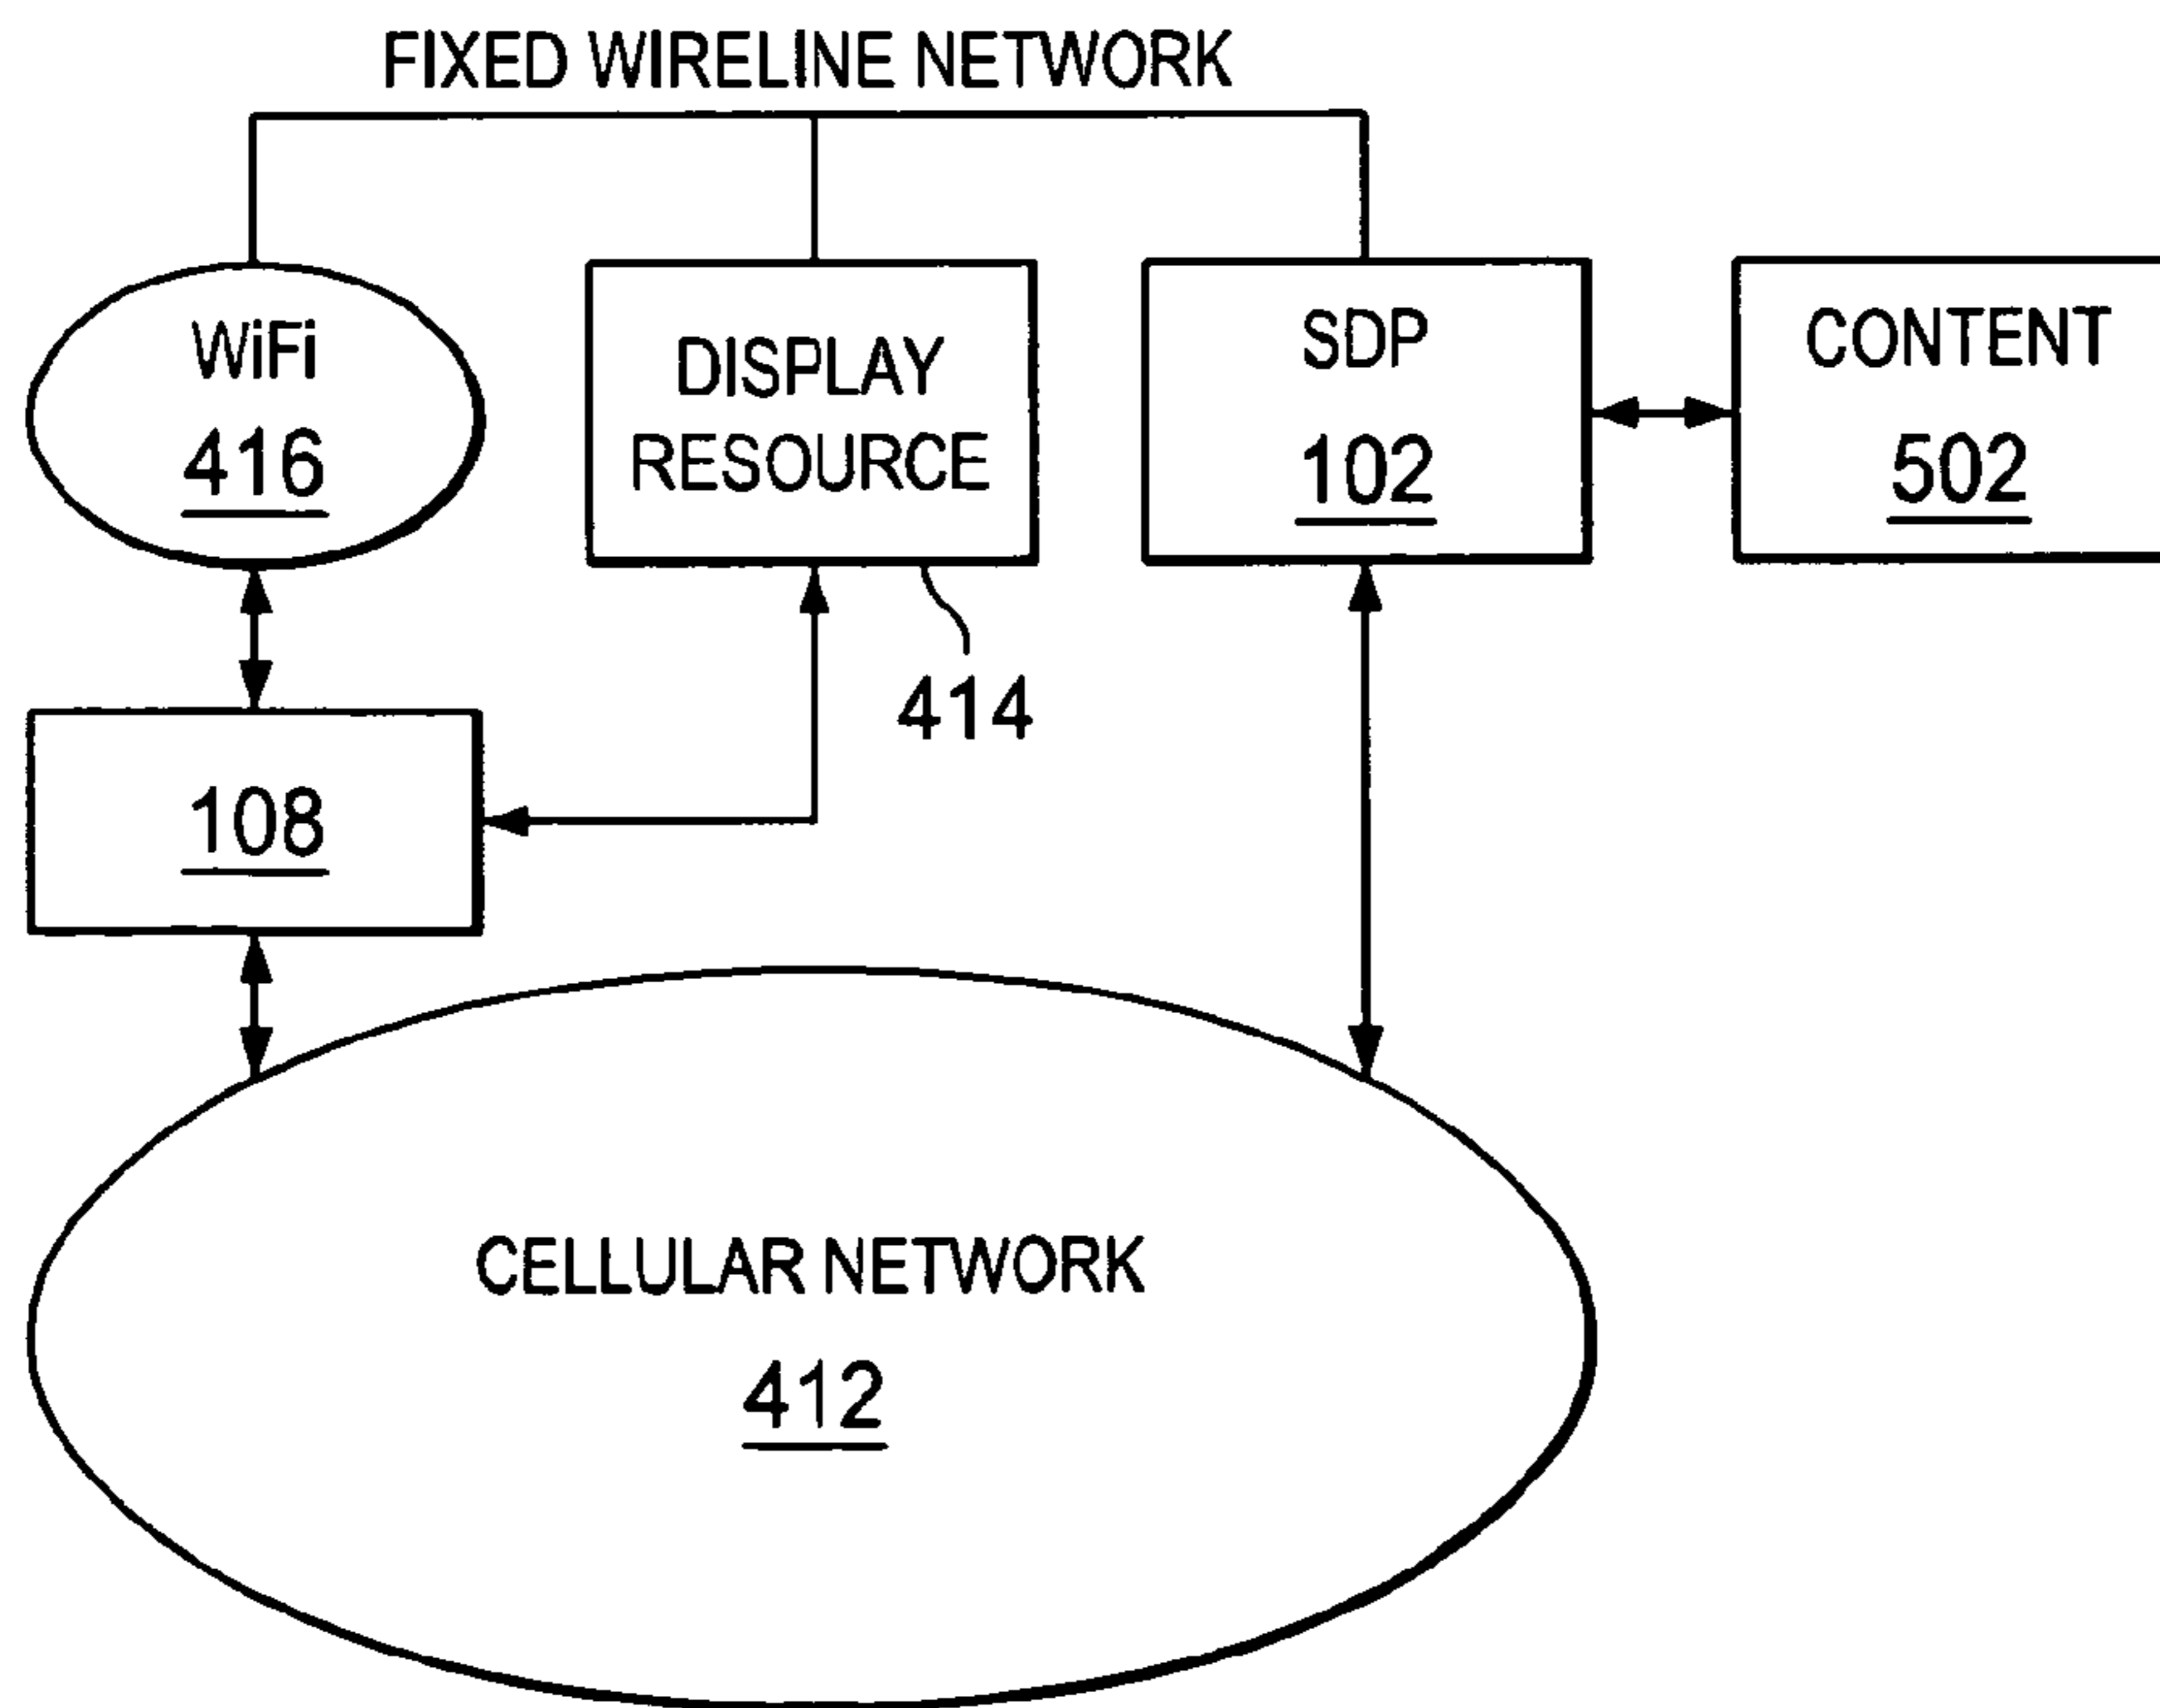 FIXED WIRELINE NETWORK
WiFi
416
DISPLAY
RESOURCE
SDP
102
CONTENT
502
414
108
CELLULAR NETWORK
412